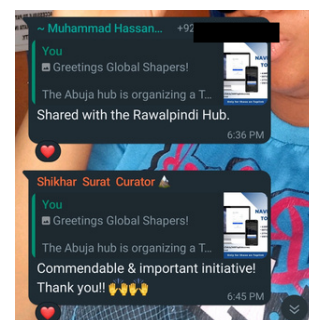 ~ Muhammad Hassan... +92
You
Greetings Global Shapers!
The Abuja hub is organizing a T...
Shared with the Rawalpindi Hub.
6:36 PM
Shikhar Surat Curator
You
Greetings Global Shapers!
The Abuja hub is organizing a T...
Commendable & important initiative!
Thank you!! 🙌🙌
6:45 PM